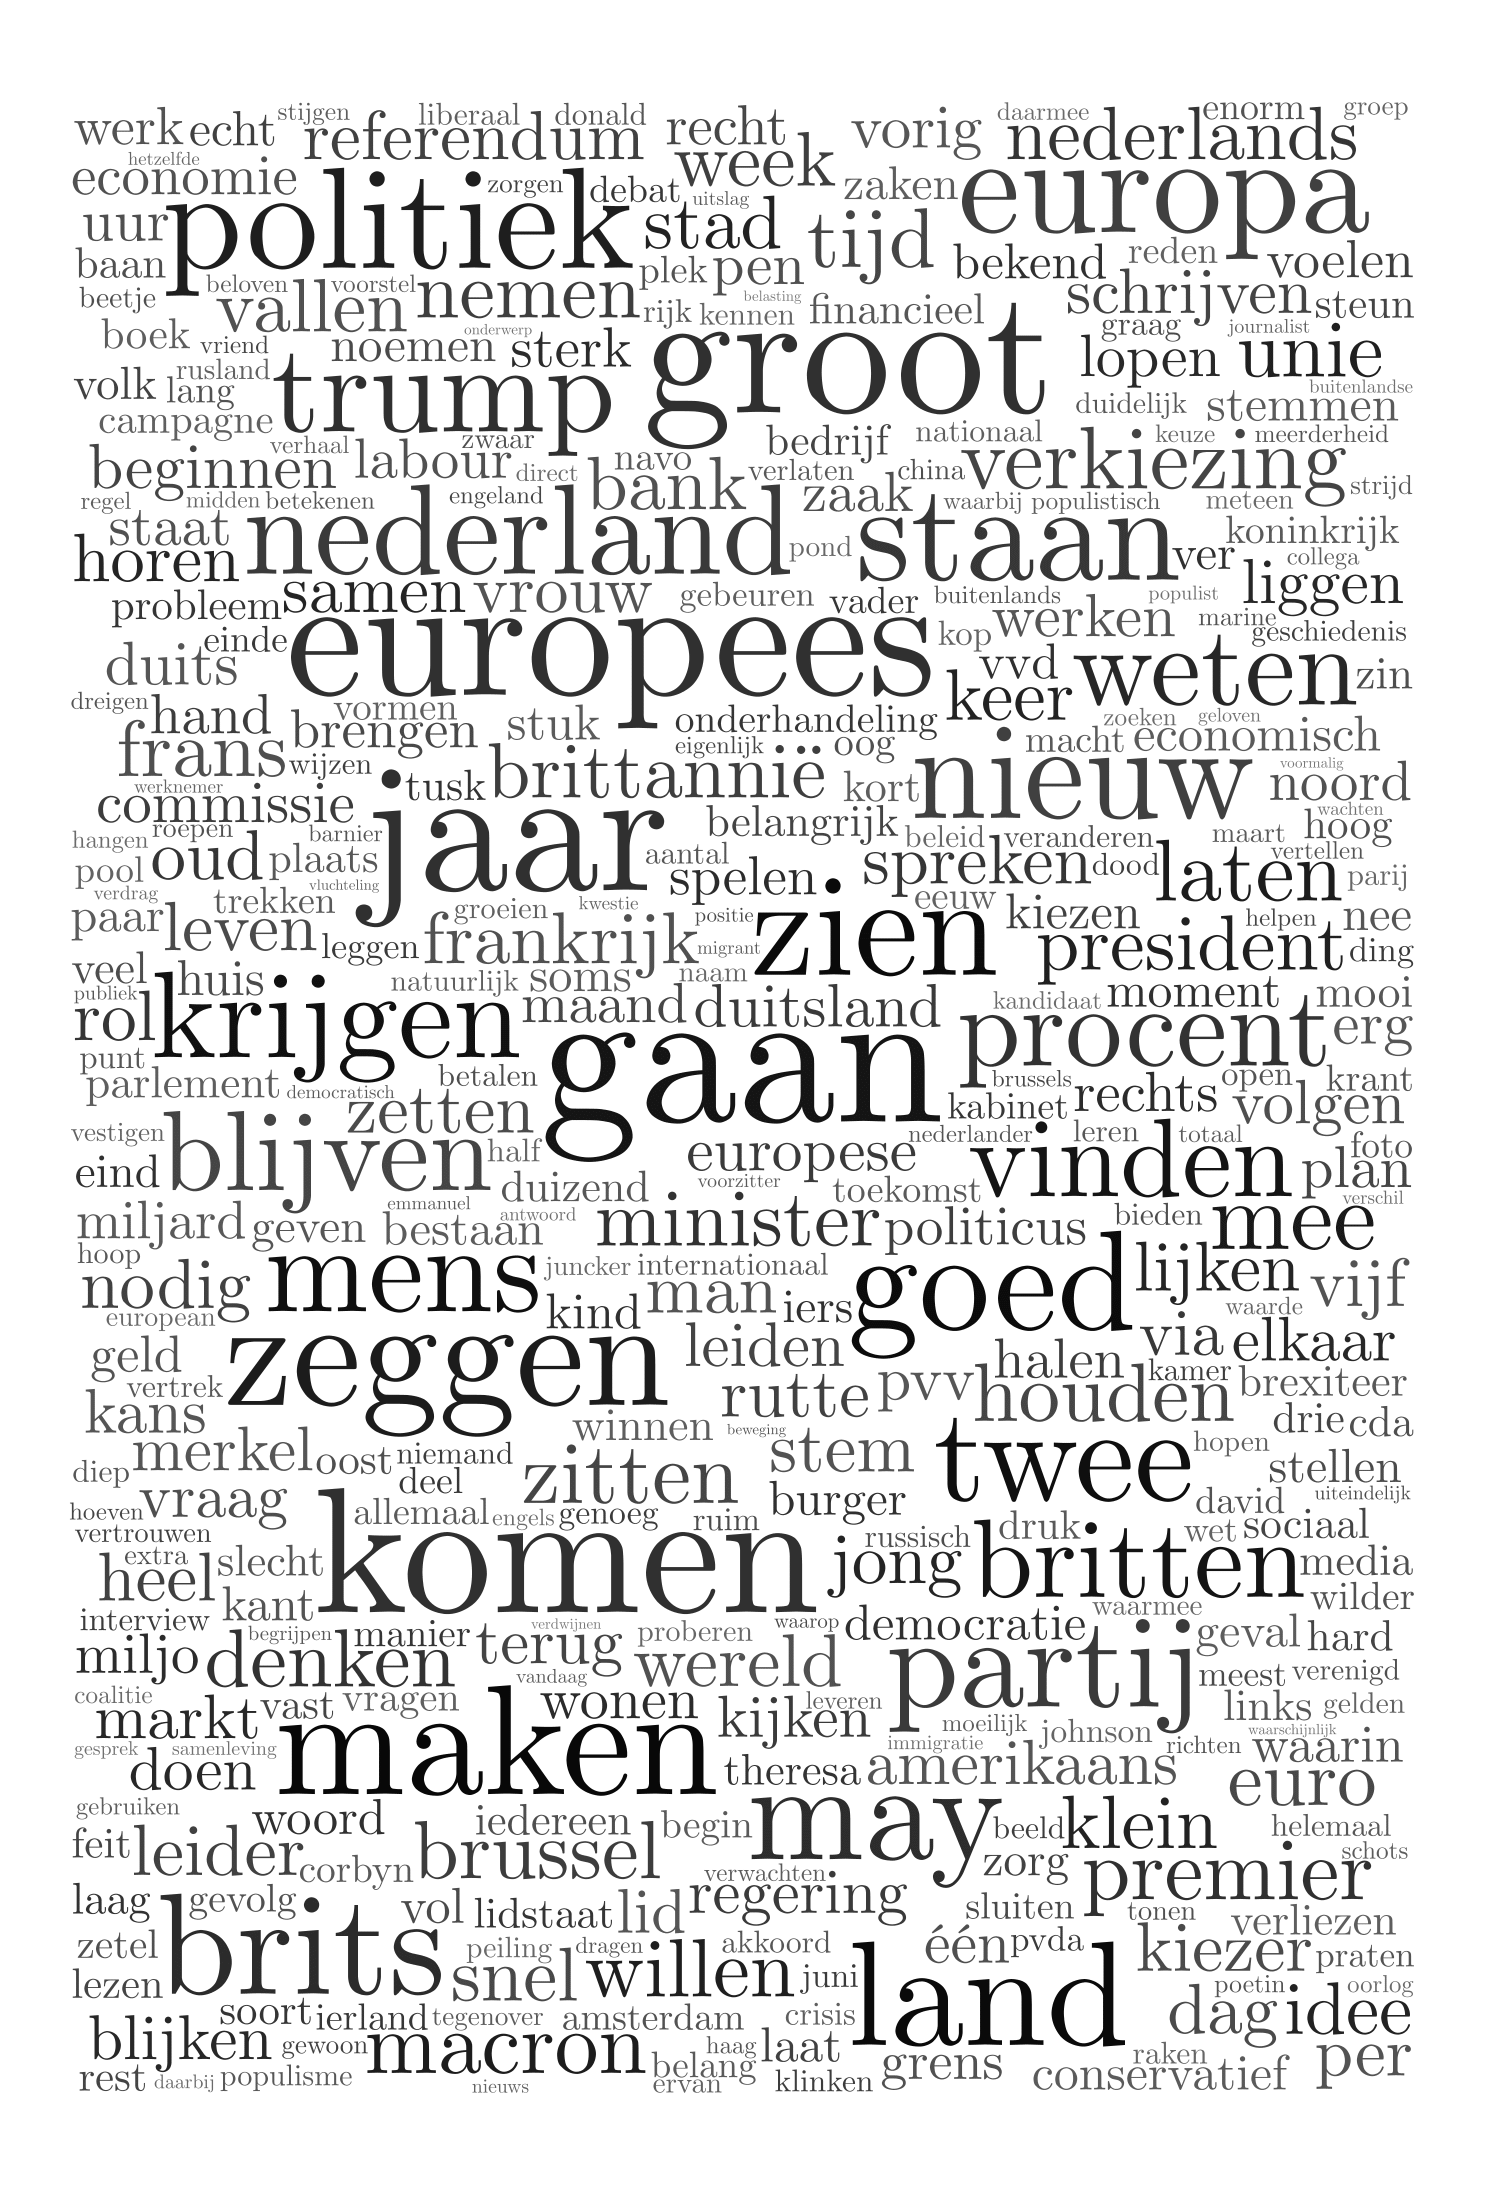 werk echt stijgen liberaal donald recht vorig daarmee enorm groep
referendum week nederlands
hetzelfde economie zorgen debat uitslag zaken europa
uur politiek stad tijd bekend reden voelen
baan beloven voorstel plek pen
beetje vallen nemen rijk kennen belasting financieel schrijven steun
boek vriend noemen onderwerp sterk groot graag journalist
volk rusland lang trump lopen unie buitenlandse
campagne duidelijk stemmen
verhaal zwaar bedrijf nationaal keuze meerderheid
beginnen labour direct navo verlaten china verkiezing strijd
regel midden betekenen engeland bank zaak waarbij populistisch meteen
staat nederland pond staan koninkrijk
horen ver collega
probleem samen vrouw gebeuren vader buitenlands populist liggen
einde europees kop werken marine geschiedenis
duits vvd weten zin
dreigen hand vormen stuk onderhandeling keer zoeken geloven
frans brengen eigenlijk oog macht economisch
wijzen brittannië nieuw voormalig noord
werknemer commissie tusk kort wachten
hangen roepen barnier jaar belangrijk beleid veranderen maart hoog
pool oud plaats aantal spelen spreken dood laten vertellen parij
verdrag trekken vluchteling groeien kwestie zien eeuw
paar leven leggen frankrijk positie migrant kiezen president helpen nee
veel huis natuurlijk soms naam ding
publiek krijgen maand duitsland kandidaat moment mooi
rol gaan procent erg
punt parlement democratisch betalen brussels rechts open krant
zetten kabinet volgen
vestigen blijven half europese nederlander leren totaal foto
eind duizend voorzitter toekomst vinden plan verschil
miljard geven emmanuel bestaan antwoord minister politicus bieden mee
hoop mens juncker internationaal goed lijken
nodig kind man iers waarde vijf
european zeggen leiden via elkaar
geld vertrek halen kamer
kans rutte pvv houden brexiteer
winnen beweging drie cda
merkel oost niemand stem twee hopen
diep deel zitten stellen
hoeven vraag allemaal engels genoeg ruim burger david uiteindelijk
vertrouwen komen russisch druk wet sociaal
extra heel slecht jong britten media
kant wilder
interview verdwijnen waarop waarmee
begrijpen manier terug proberen democratie geval hard
miljo denken vandaag wereld partij meest verenigd
coalitie vast vragen wonen leveren links gelden
markt maken kijken moeilijk johnson waarschijnlijk
gesprek samenleving immigratie richten waarin
doen theresa amerikaans euro
gebruiken woord iedereen begin may beeld klein helemaal
feit leider corbyn brussel zorg schots
verwachten premier
laag gevolg vol lidstaat lid regering sluiten tonen verliezen
zetel brits peiling dragen akkoord één pvda kiezer praten
lezen snel willen juni land poetin oorlog
soort ierland tegenover amsterdam crisis dag idee
blijken gewoon macron haag laat raken
belang grens per
rest daarbij populisme nieuws ervan klinken conservatief